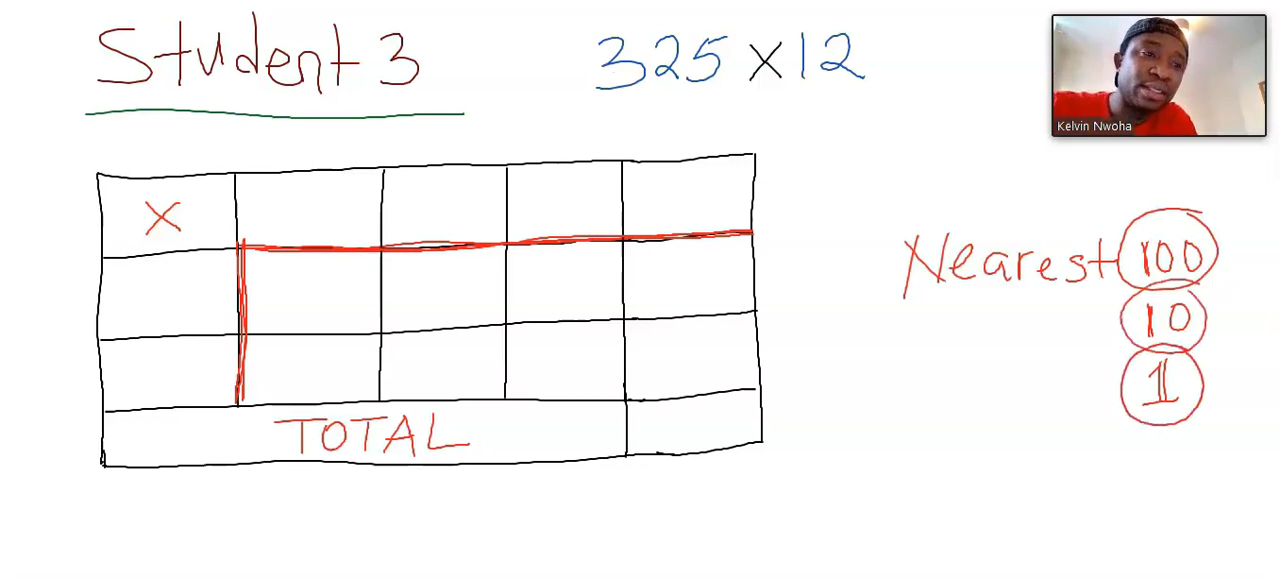 Student 3
325 × 12
Kelvin Nwoha
X
Nearest 100
10
1
TOTAL